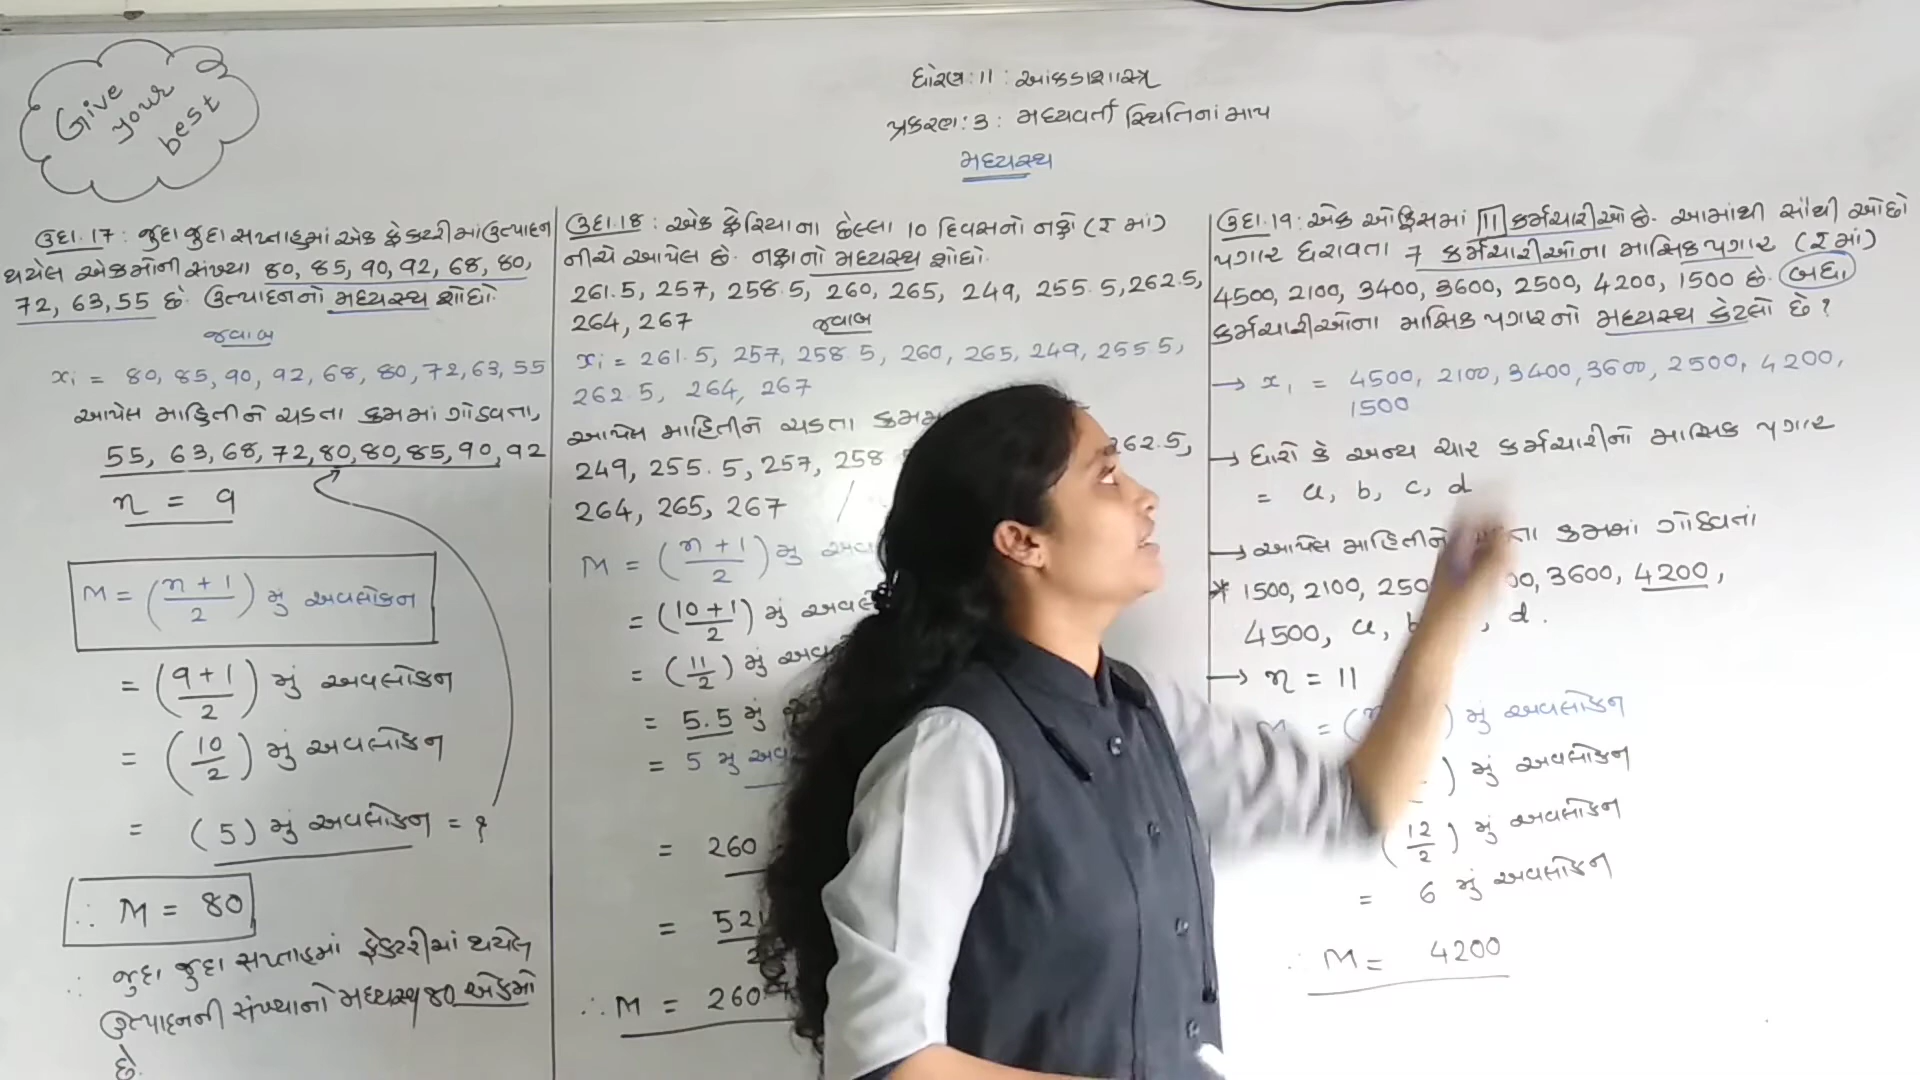 Give
your
best
ધોરણ : 11 : આંકડાશાસ્ત્ર
પ્રકરણ : 3 : મધ્યવર્તી સ્થિતિનાં માપ
મધ્યસ્થ
ઉદા. 17 : જુદા જુદા સપ્તાહમાં એક ફેક્ટરીમાં ઉત્પાદન
થયેલ એકમોની સંખ્યા 80, 85, 90, 92, 68, 80,
72, 63, 55 છે. ઉત્પાદનનો મધ્યસ્થ શોધો.
જવાબ
xi = 80, 85, 90, 92, 68, 80, 72, 63, 55
આપેલ માહિતીને ચડતા ક્રમમાં ગોઠવતા,
55, 63, 68, 72, 80, 80, 85, 90, 92
n = 9
M = (n + 1 / 2) મુ અવલોકન
= (9 + 1 / 2) મું અવલોકન
= (10 / 2) મું અવલોકન
= (5) મું અવલોકન = ?
∴ M = 80
∴ જુદા જુદા સપ્તાહમાં ફેક્ટરીમાં થયેલ
ઉત્પાદનની સંખ્યાનો મધ્યસ્થ 80 એકમો
છે.
ઉદા. 18 : એક ફેરિયાના છેલ્લા 10 દિવસનો નફો (₹ માં)
નીચે આપેલ છે. નફાનો મધ્યસ્થ શોધો.
261.5, 257, 258.5, 260, 265, 249, 255.5, 262.5,
264, 267 જવાબ
xi = 261.5, 257, 258.5, 260, 265, 249, 255.5,
262.5, 264, 267
આપેલ માહિતીને ચડતા
249, 255.5, 257, 258 262.5,
264, 265, 267
M = (n + 1 / 2) મુ
= (10 + 1 / 2) મું
= (11 / 2) મું
= 5.5 મું
= 5 મુ
= 260
= 521
∴ M = 260
ઉદા. 19 : એક ઓફિસમાં 11 કર્મચારીઓ છે. આમાંથી સૌથી ઓછો
પગાર ધરાવતા 7 કર્મચારીઓના માસિક પગાર (₹ માં)
4500, 2100, 3400, 3600, 2500, 4200, 1500 છે. બધા
કર્મચારીઓના માસિક પગારનો મધ્યસ્થ કેટલો છે ?
→ xi = 4500, 2100, 3400, 3600, 2500, 4200,
1500
→ ધારો કે અન્ય ચાર કર્મચારીનો માસિક પગાર
= a, b, c, d
→ આપેલ માહિતીને ક્રમમાં ગોઠવતાં
* 1500, 2100, 3600, 4200,
4500, a, b , d.
→ n = 11
M = ( ) મું અવલોકન
) મું અવલોકન
(12 / 2) મું અવલોકન
= 6 મું અવલોકન
∴ M = 4200